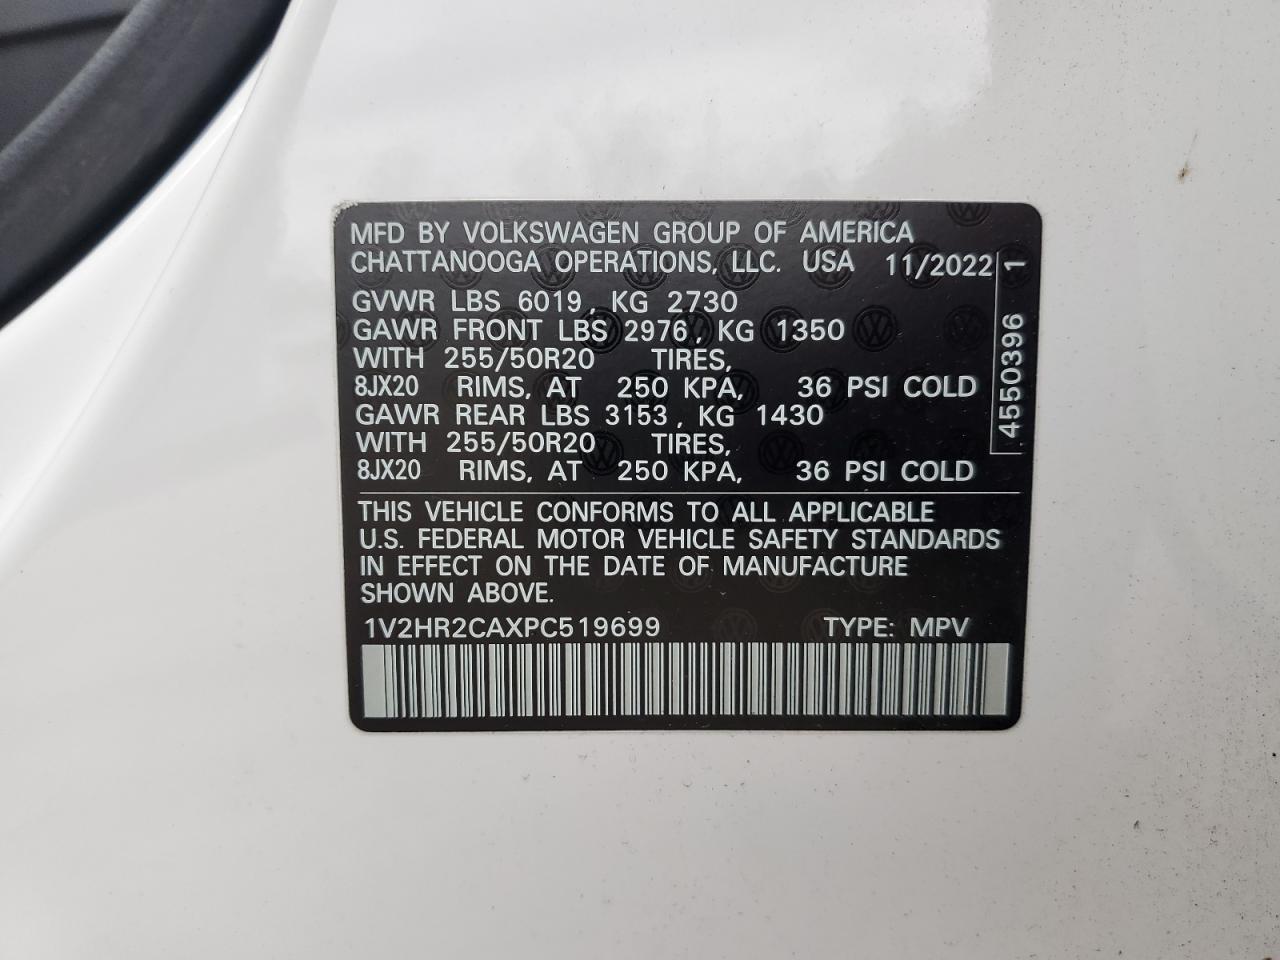 MFD BY VOLKSWAGEN GROUP OF AMERICA
CHATTANOOGA OPERATIONS, LLC. USA 11/2022
GVWR LBS 6019, KG 2730
GAWR FRONT LBS 2976, KG 1350
WITH 255/50R20 TIRES,
8JX20 RIMS, AT 250 KPA, 36 PSI COLD
GAWR REAR LBS 3153, KG 1430
WITH 255/50R20 TIRES,
8JX20 RIMS, AT 250 KPA, 36 PSI COLD
4550396 1
THIS VEHICLE CONFORMS TO ALL APPLICABLE
U.S. FEDERAL MOTOR VEHICLE SAFETY STANDARDS
IN EFFECT ON THE DATE OF MANUFACTURE
SHOWN ABOVE.
1V2HR2CAXPC519699 TYPE: MPV